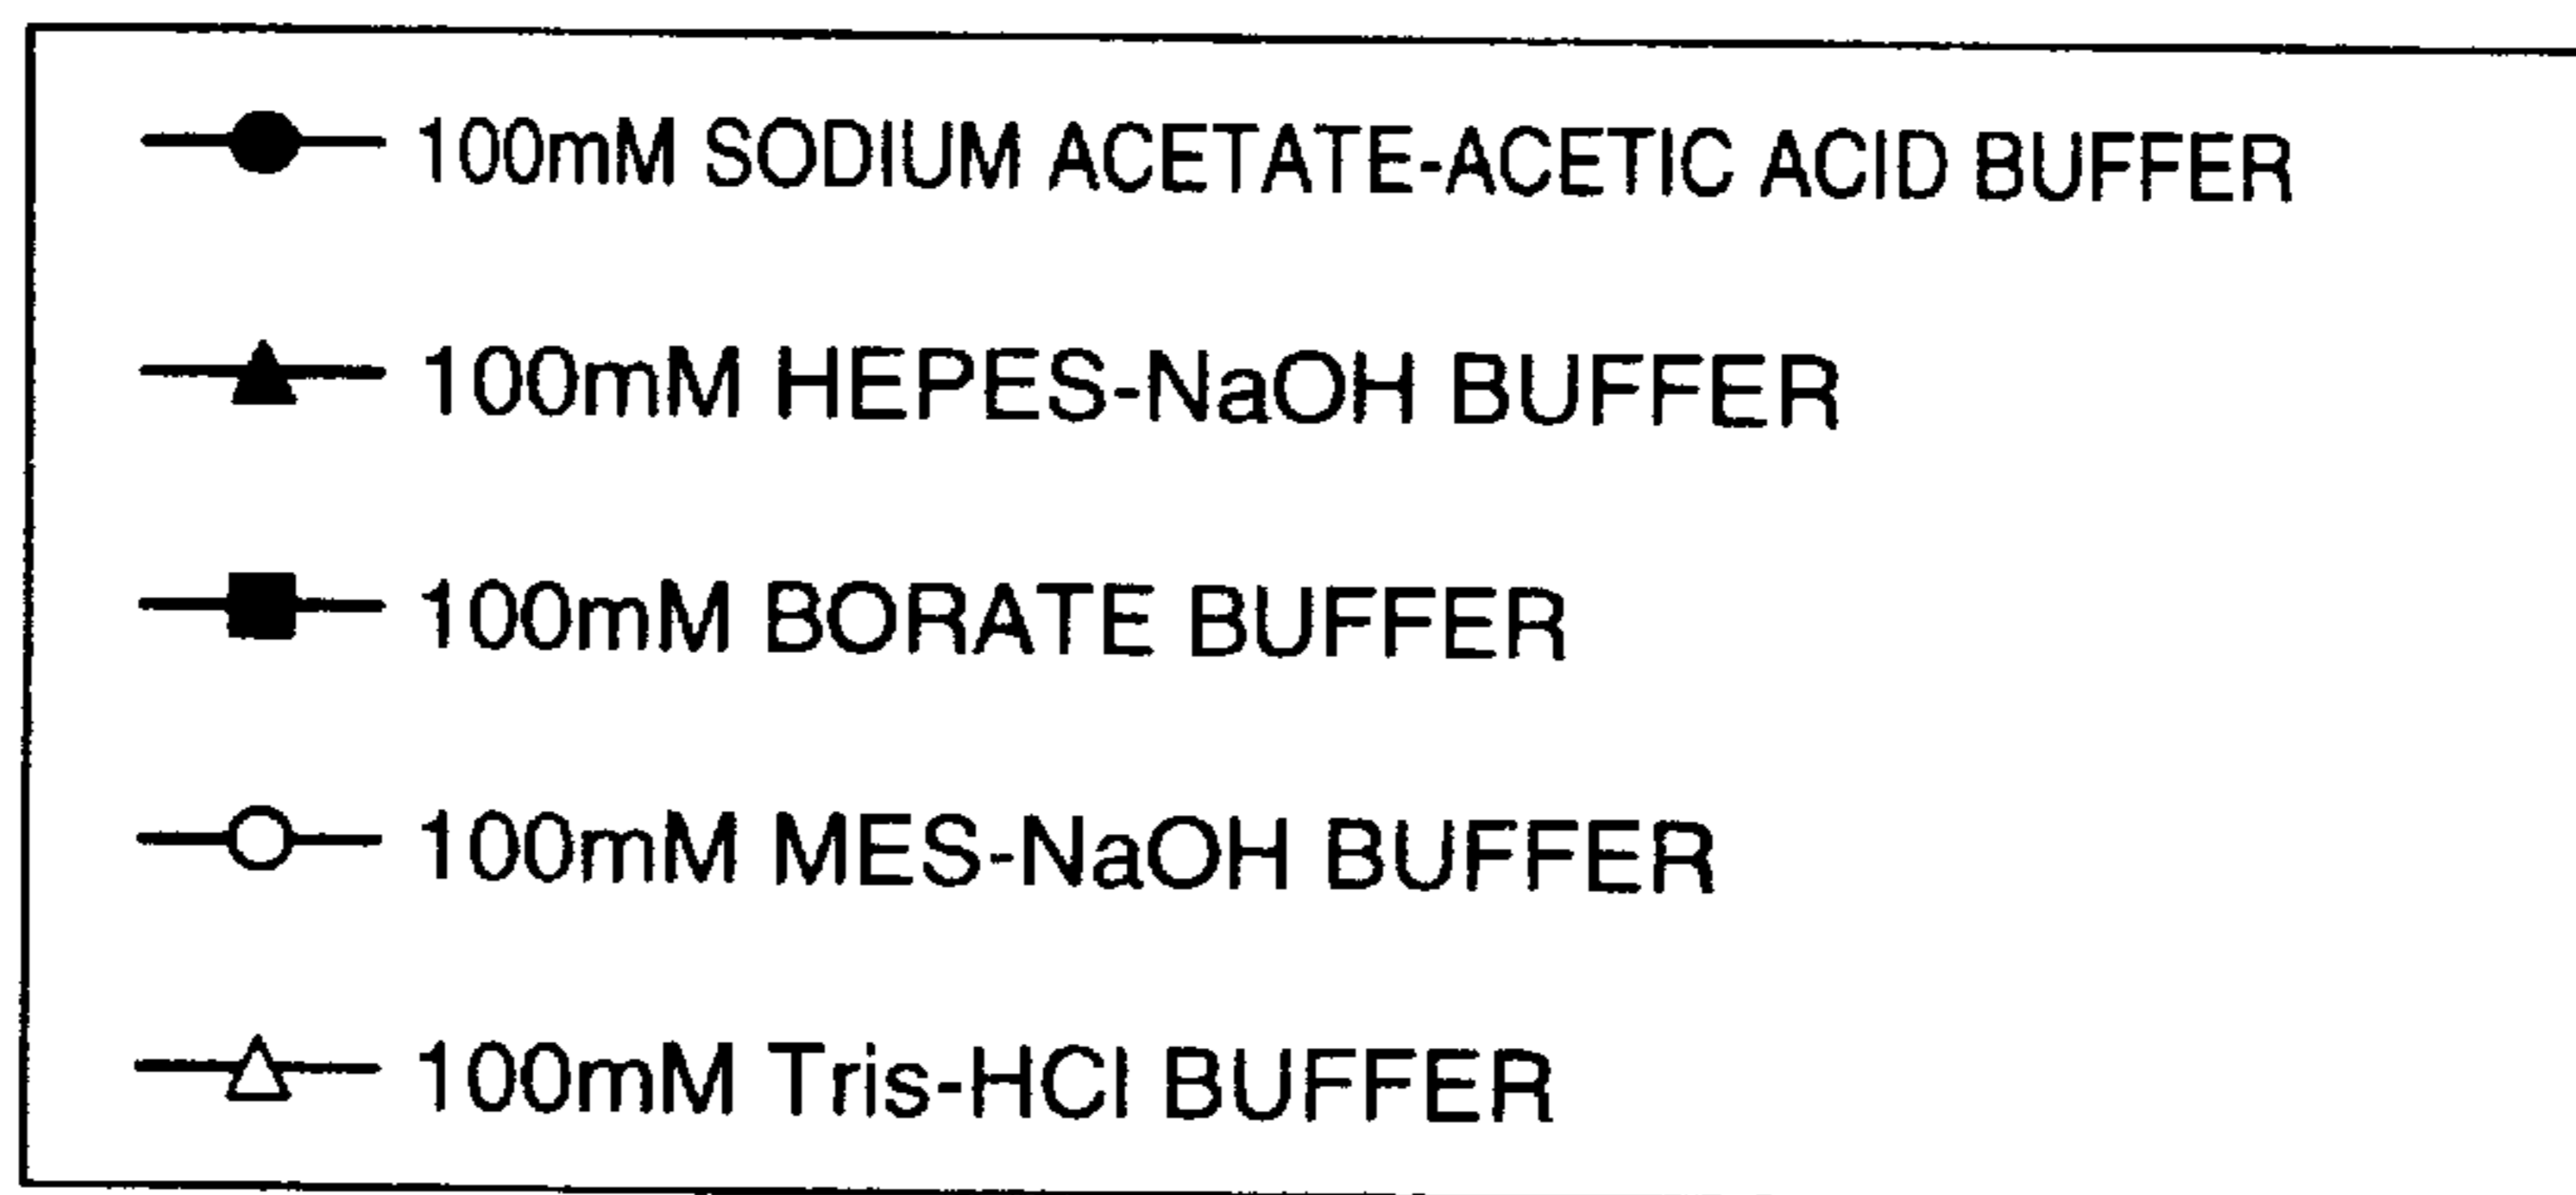 100mM SODIUM ACETATE-ACETIC ACID BUFFER
100mM HEPES-NaOH BUFFER
100mM BORATE BUFFER
100mM MES-NaOH BUFFER
100mM Tris-HCl BUFFER